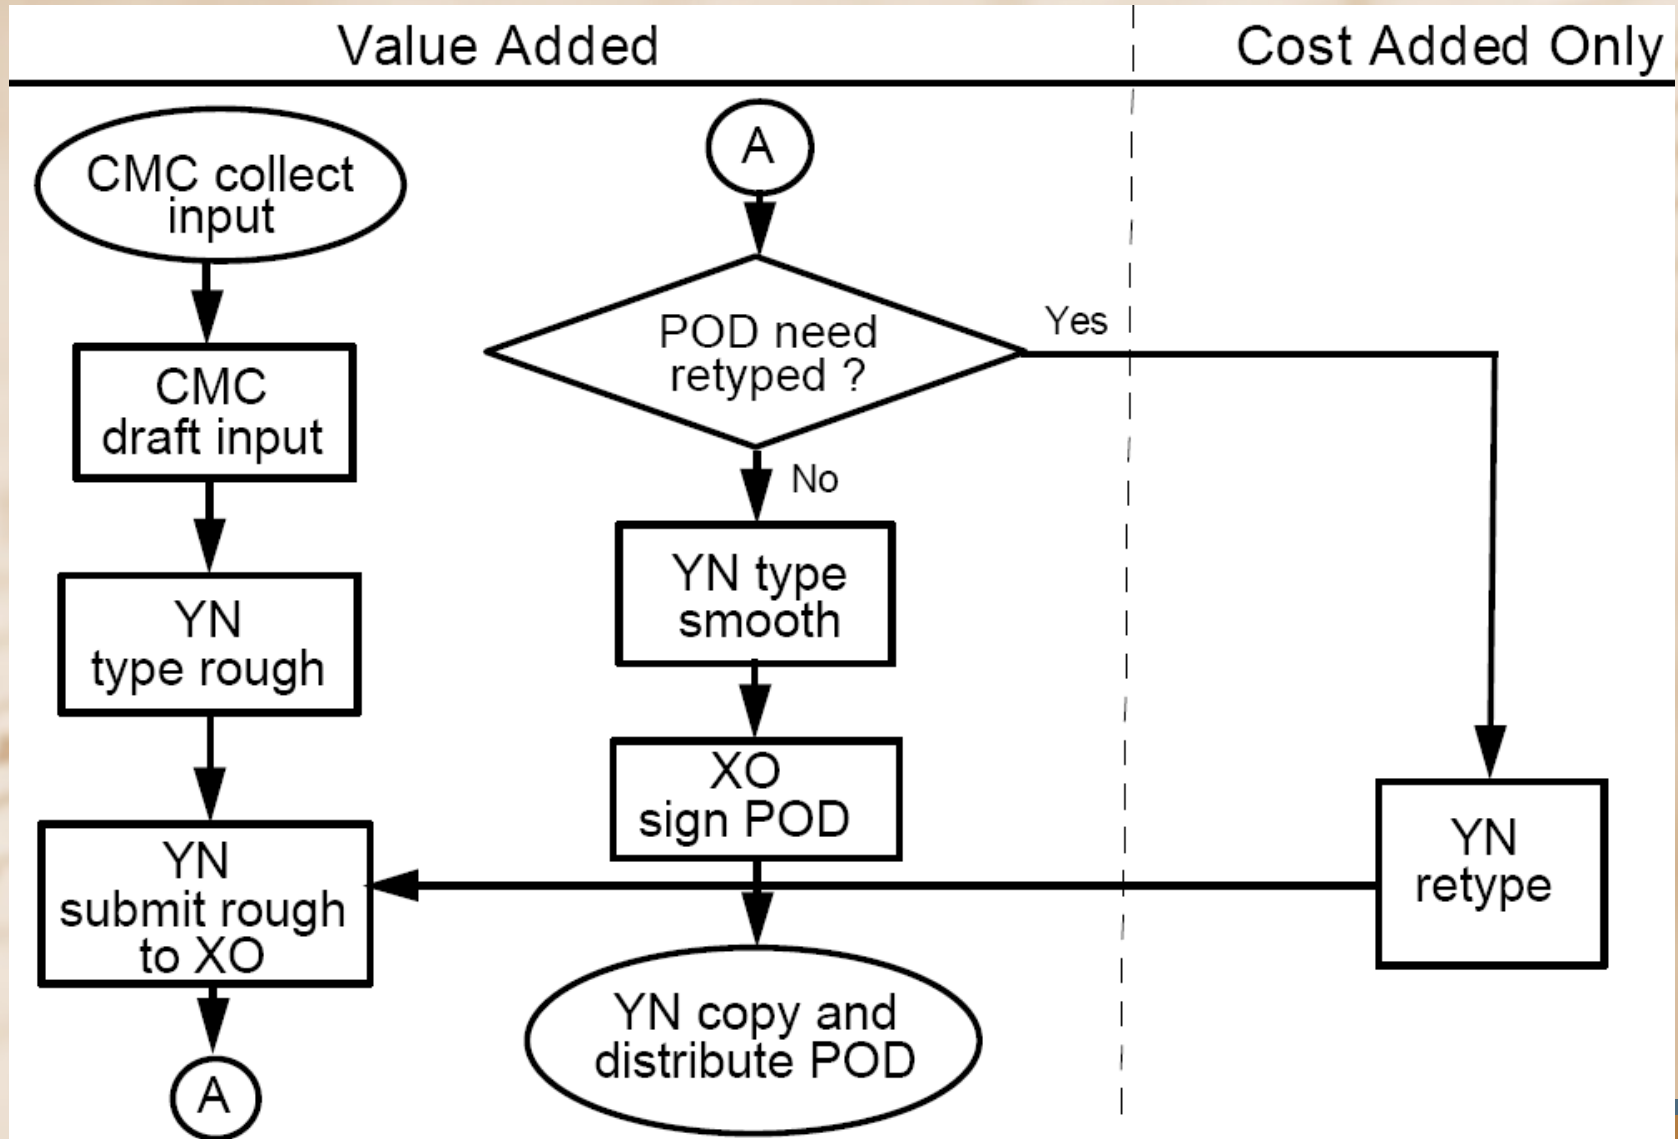 Value Added
Cost Added Only
CMC collect
input
CMC
draft input
YN
type rough
YN
submit rough
to XO
A
A
POD need
retyped ?
Yes
No
YN type
smooth
XO
sign POD
YN copy and
distribute POD
YN
retype